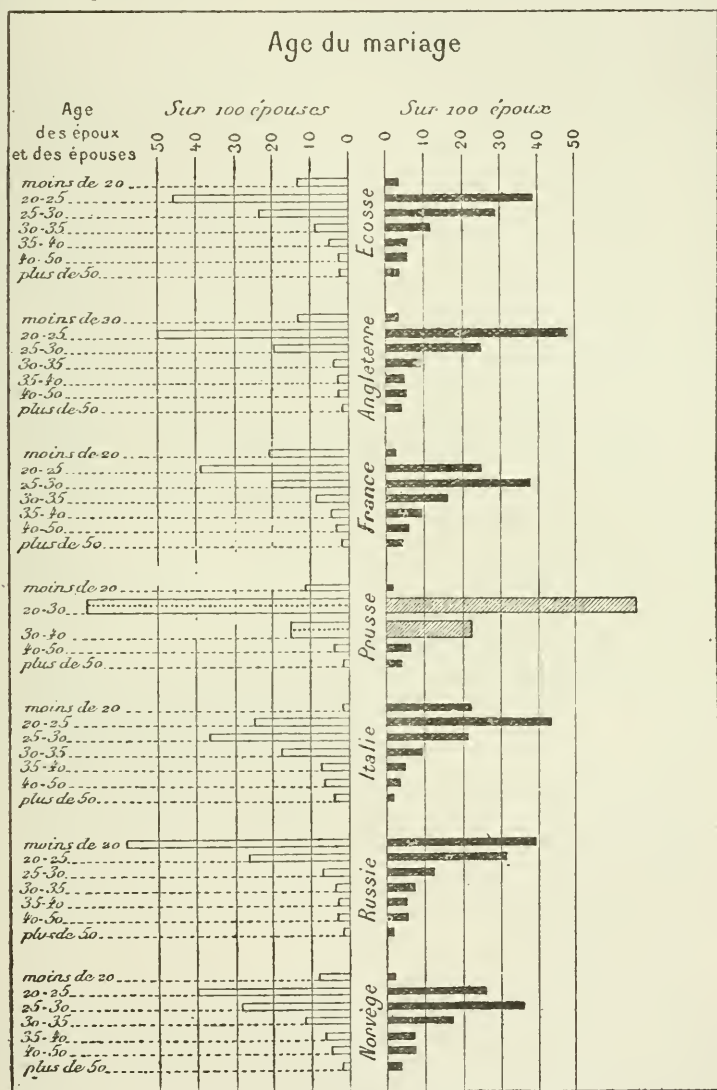 Age du mariage
Age
des époux
et des épouses
Sur 100 épouses
Sur 100 époux
50 40 30 20 10 0
0 10 20 30 40 50
moins de 20
20-25
25-30
30-35
35-40
40-50
plus de 50
Ecosse
moins de 20
20-25
25-30
30-35
35-40
40-50
plus de 50
Angleterre
moins de 20
20-25
25-30
30-35
35-40
40-50
plus de 50
France
moins de 20
20-30
30-40
40-50
plus de 50
Prusse
moins de 20
20-25
25-30
30-35
35-40
40-50
plus de 50
Italie
moins de 20
20-25
25-30
30-35
35-40
40-50
plus de 50
Russie
moins de 20
20-25
25-30
30-35
35-40
40-50
plus de 50
Norvège